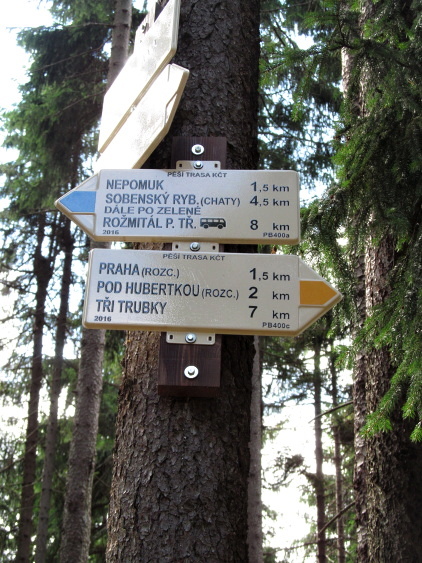 PĚŠÍ TRASA KČT
NEPOMUK 1,5 km
SOBENSKÝ RYB. (CHATY) 4,5 km
DÁLE PO ZELENÉ
ROŽMITÁL P. TŘ. 8 km
2016 PB400a
PĚŠÍ TRASA KČT
PRAHA (ROZC.) 1,5 km
POD HUBERTKOU (ROZC.) 2 km
TŘI TRUBKY 7 km
2016 PB400c